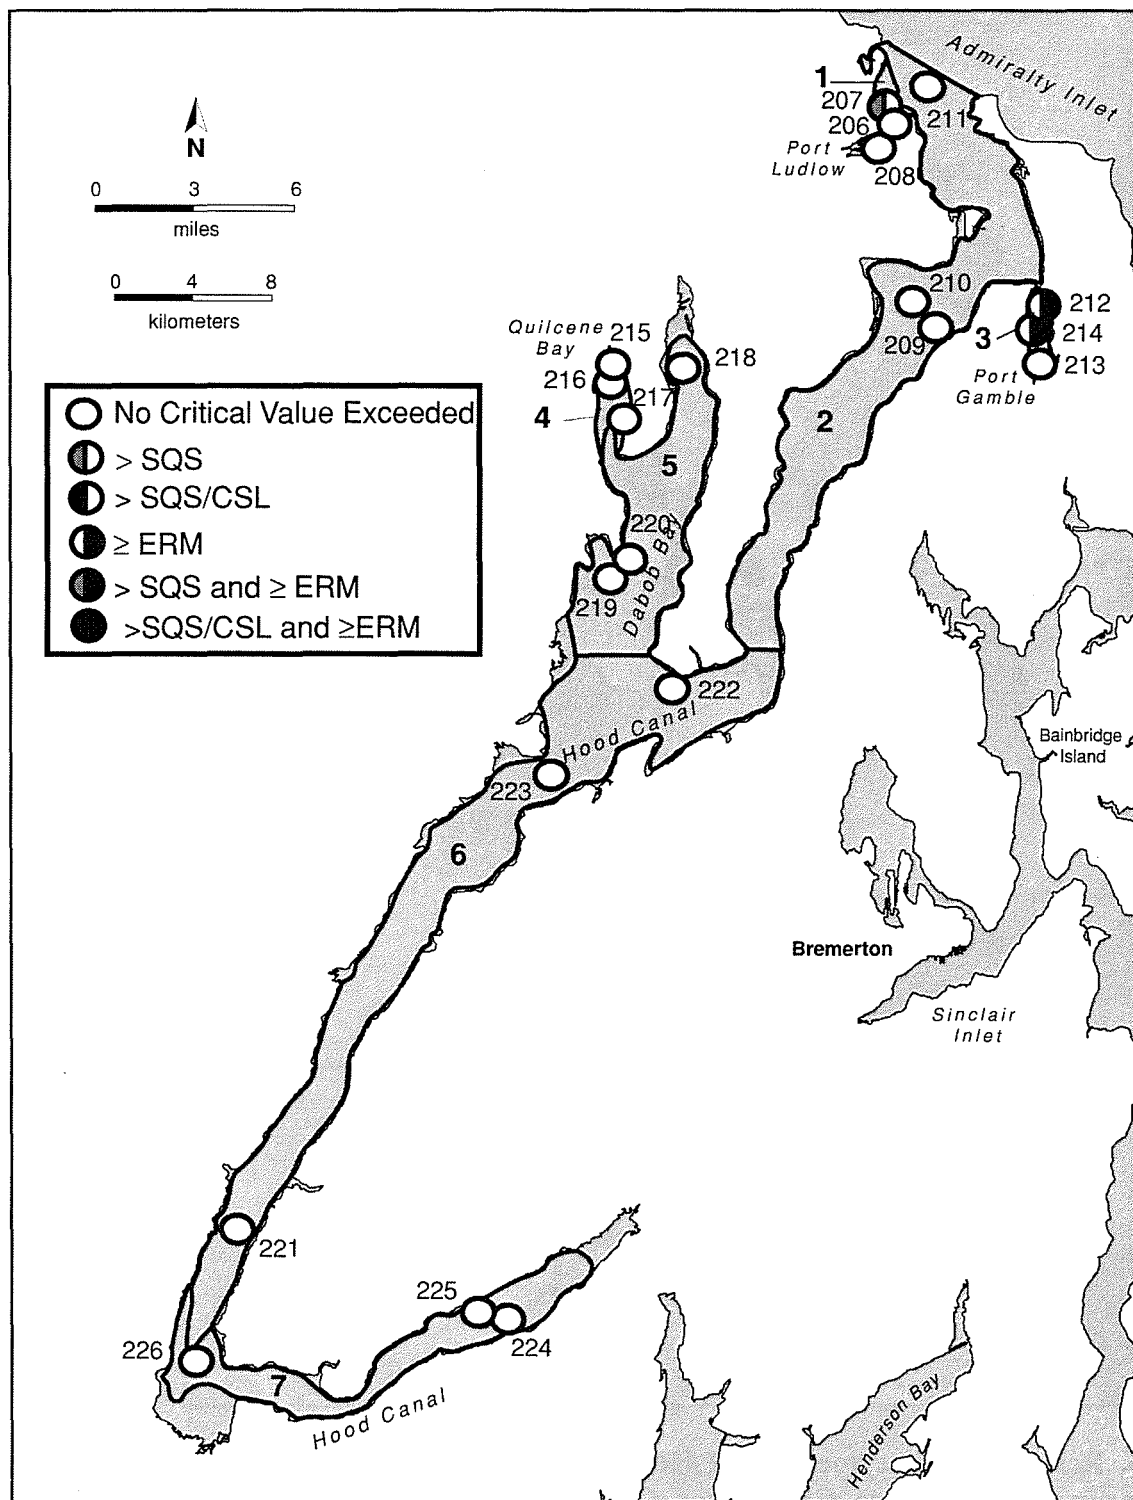 Admiralty Inlet
1
207
206
211
Port
Ludlow
208
N
0 3 6
miles
0 4 8
kilometers
210
209
212
3 214
213
Port
Gamble
Quilcene
Bay
215
216
217
218
4
5
2
No Critical Value Exceeded
> SQS
> SQS/CSL
≥ ERM
> SQS and ≥ ERM
>SQS/CSL and ≥ERM
220
219
Dabob Bay
222
Hood Canal
223
6
Bainbridge
Island
Bremerton
Sinclair
Inlet
221
225
224
226
7
Hood Canal
Henderson Bay